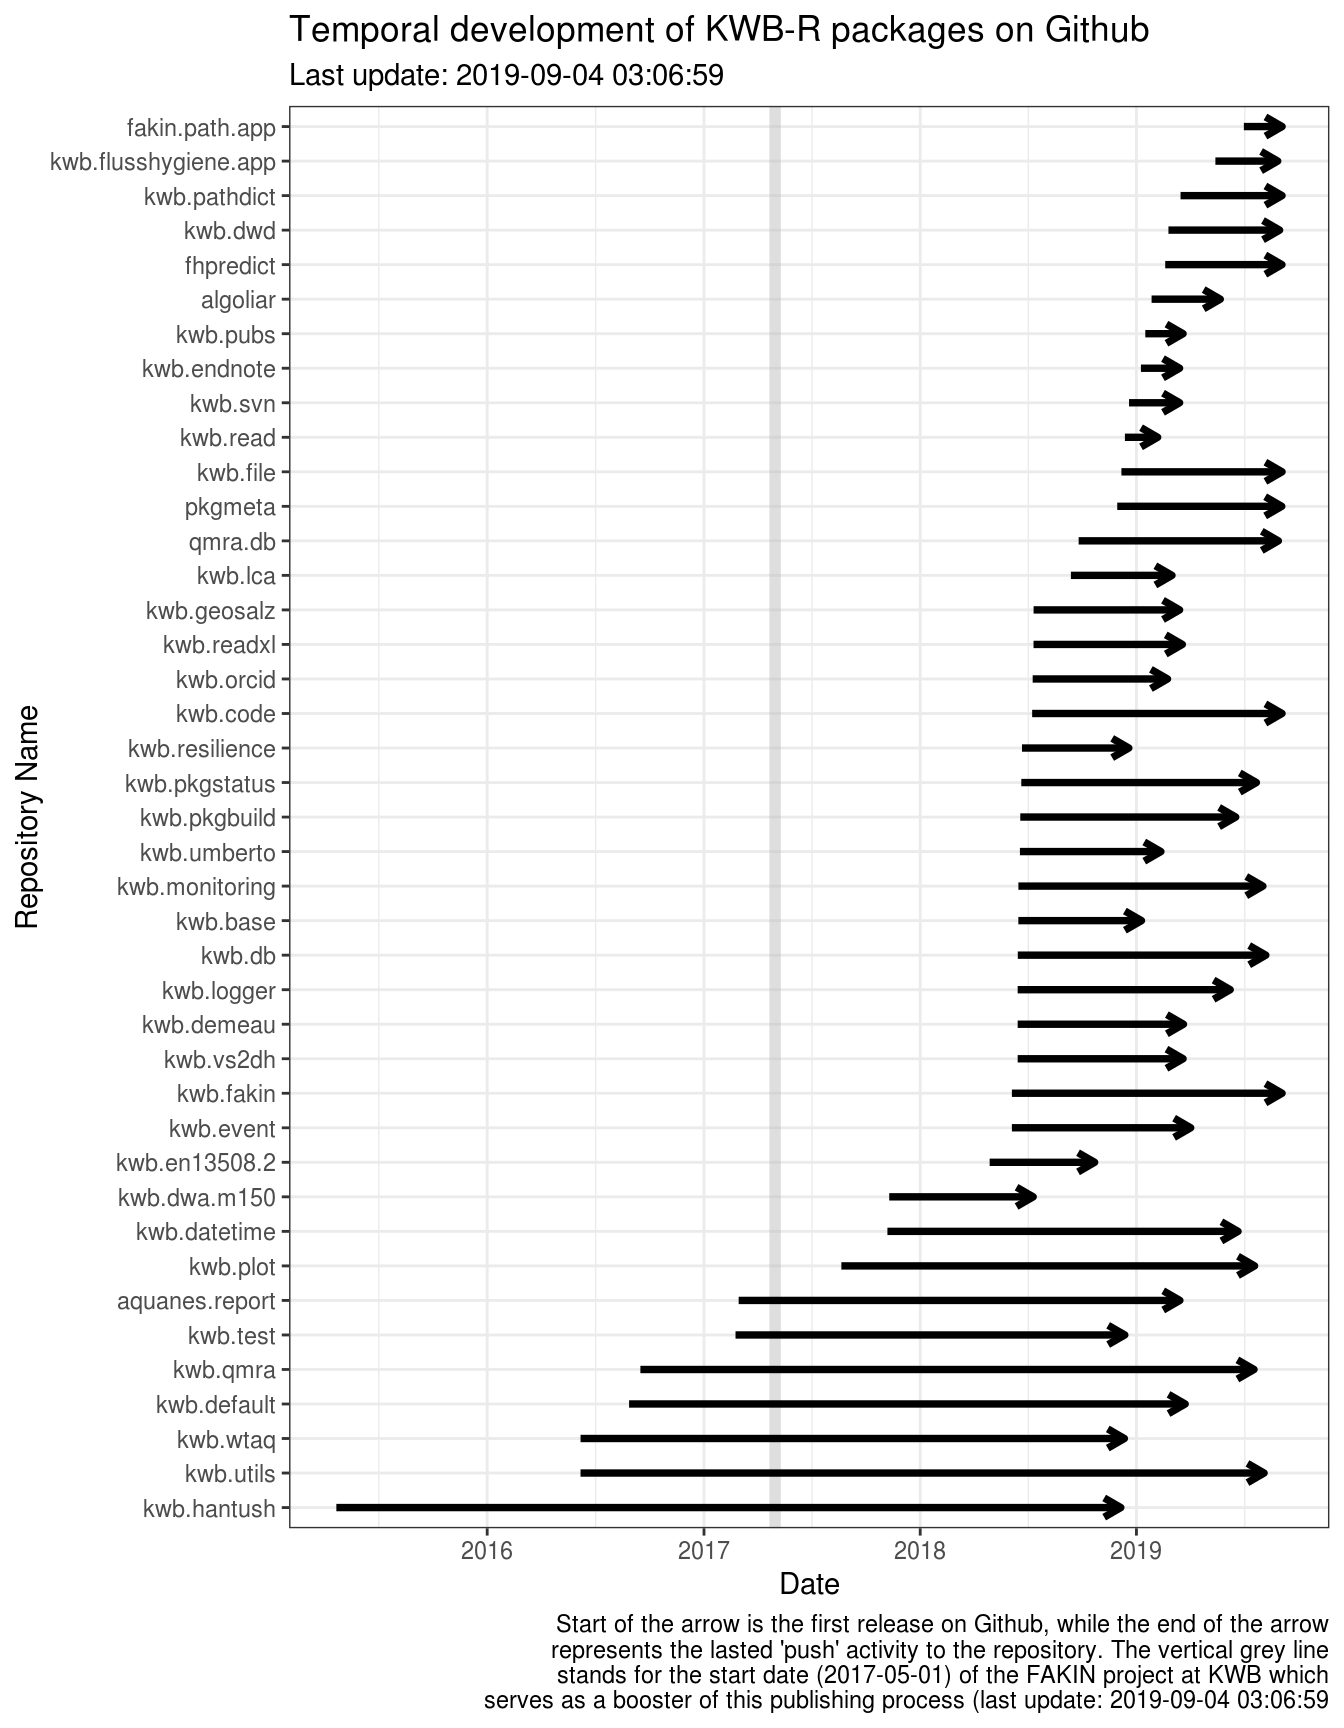 Temporal development of KWB-R packages on Github
Last update: 2019-09-04 03:06:59
fakin.path.app
kwb.flusshygiene.app
kwb.pathdict
kwb.dwd
fhpredict
algoliar
kwb.pubs
kwb.endnote
kwb.svn
kwb.read
kwb.file
pkgmeta
qmra.db
kwb.lca
kwb.geosalz
kwb.readxl
kwb.orcid
kwb.code
kwb.resilience
kwb.pkgstatus
kwb.pkgbuild
kwb.umberto
kwb.monitoring
kwb.base
kwb.db
kwb.logger
kwb.demeau
kwb.vs2dh
kwb.fakin
kwb.event
kwb.en13508.2
kwb.dwa.m150
kwb.datetime
kwb.plot
aquanes.report
kwb.test
kwb.qmra
kwb.default
kwb.wtaq
kwb.utils
kwb.hantush
Repository Name
2016 2017 2018 2019
Date
Start of the arrow is the first release on Github, while the end of the arrow
represents the lasted 'push' activity to the repository. The vertical grey line
stands for the start date (2017-05-01) of the FAKIN project at KWB which
serves as a booster of this publishing process (last update: 2019-09-04 03:06:59